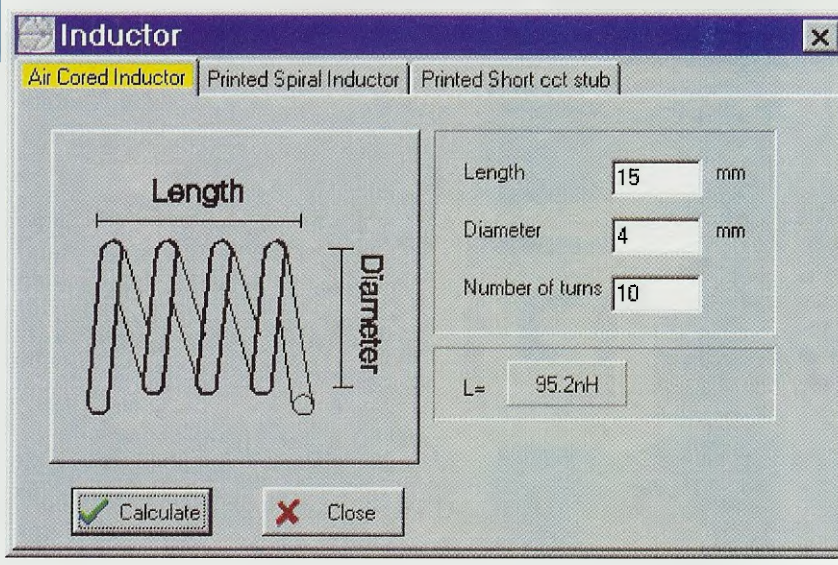 Inductor
Air Cored Inductor Printed Spiral Inductor Printed Short cct stub
Length
Diameter
Length 15 mm
Diameter 4 mm
Number of turns 10
L= 95.2nH
Calculate Close